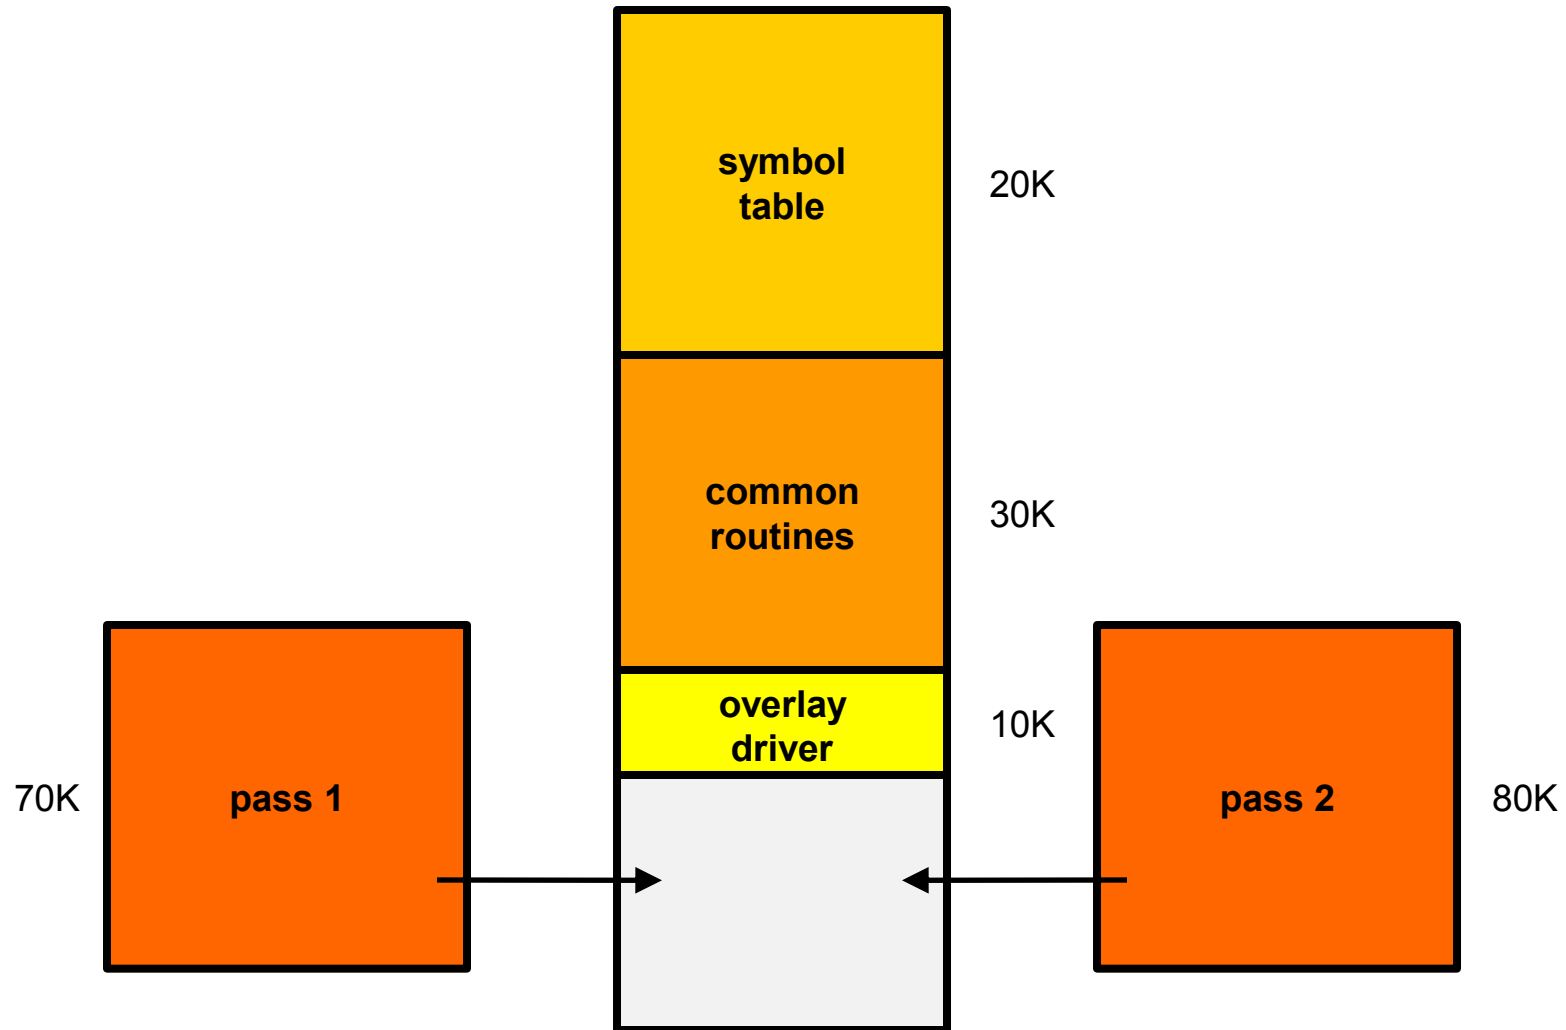 symbol
table
20K
common
routines
30K
overlay
driver
10K
70K
pass 1
pass 2
80K